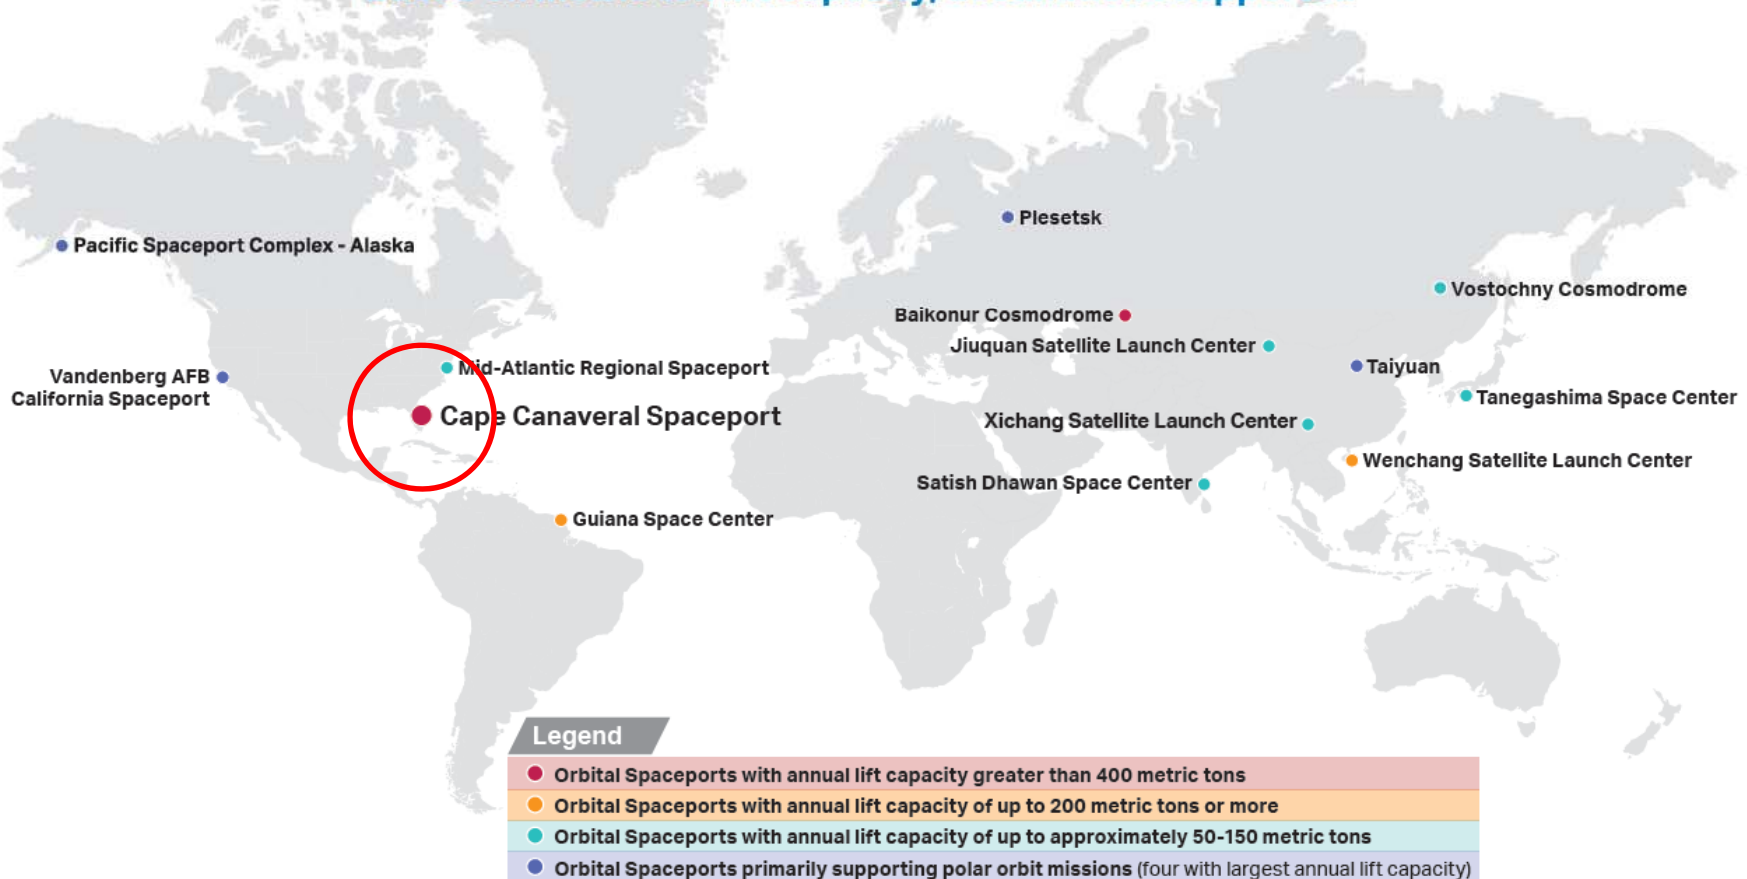 Pacific Spaceport Complex - Alaska
Plesetsk
Vostochny Cosmodrome
Baikonur Cosmodrome
Jiuquan Satellite Launch Center
Taiyuan
Mid-Atlantic Regional Spaceport
Vandenberg AFB
California Spaceport
Tanegashima Space Center
Cape Canaveral Spaceport
Xichang Satellite Launch Center
Wenchang Satellite Launch Center
Satish Dhawan Space Center
Guiana Space Center
Legend
Orbital Spaceports with annual lift capacity greater than 400 metric tons
Orbital Spaceports with annual lift capacity of up to 200 metric tons or more
Orbital Spaceports with annual lift capacity of up to approximately 50-150 metric tons
Orbital Spaceports primarily supporting polar orbit missions (four with largest annual lift capacity)